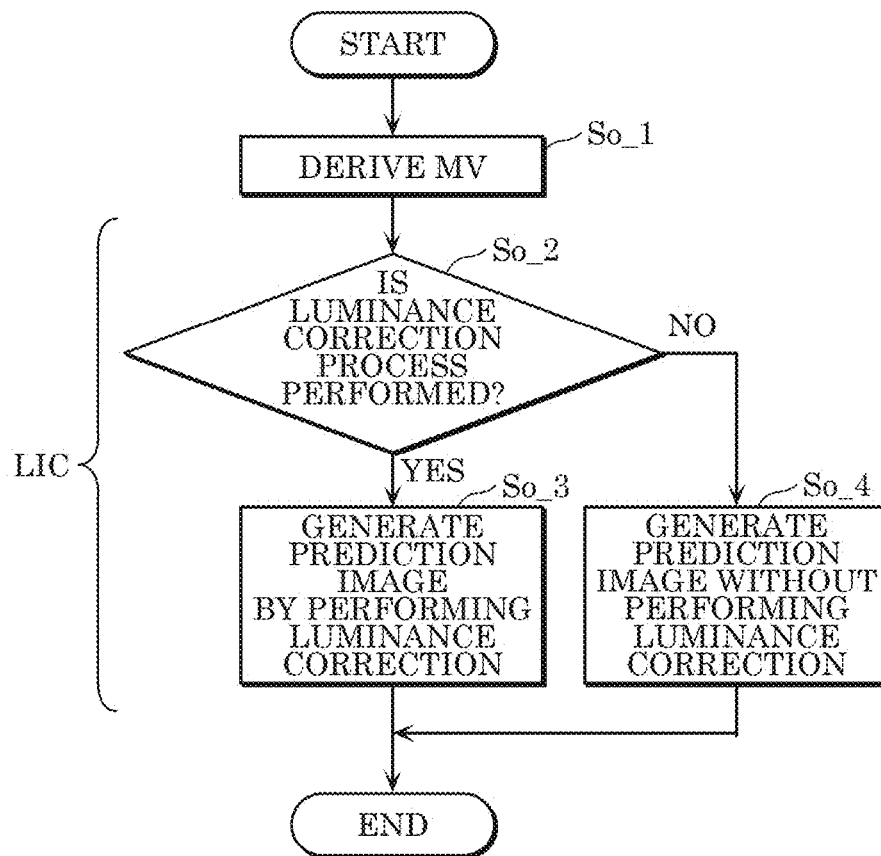 START
So_1
DERIVE MV
So_2
IS
LUMINANCE
CORRECTION
PROCESS
PERFORMED?
NO
LIC
YES
So_3
GENERATE
PREDICTION
IMAGE
BY PERFORMING
LUMINANCE
CORRECTION
So_4
GENERATE
PREDICTION
IMAGE WITHOUT
PERFORMING
LUMINANCE
CORRECTION
END